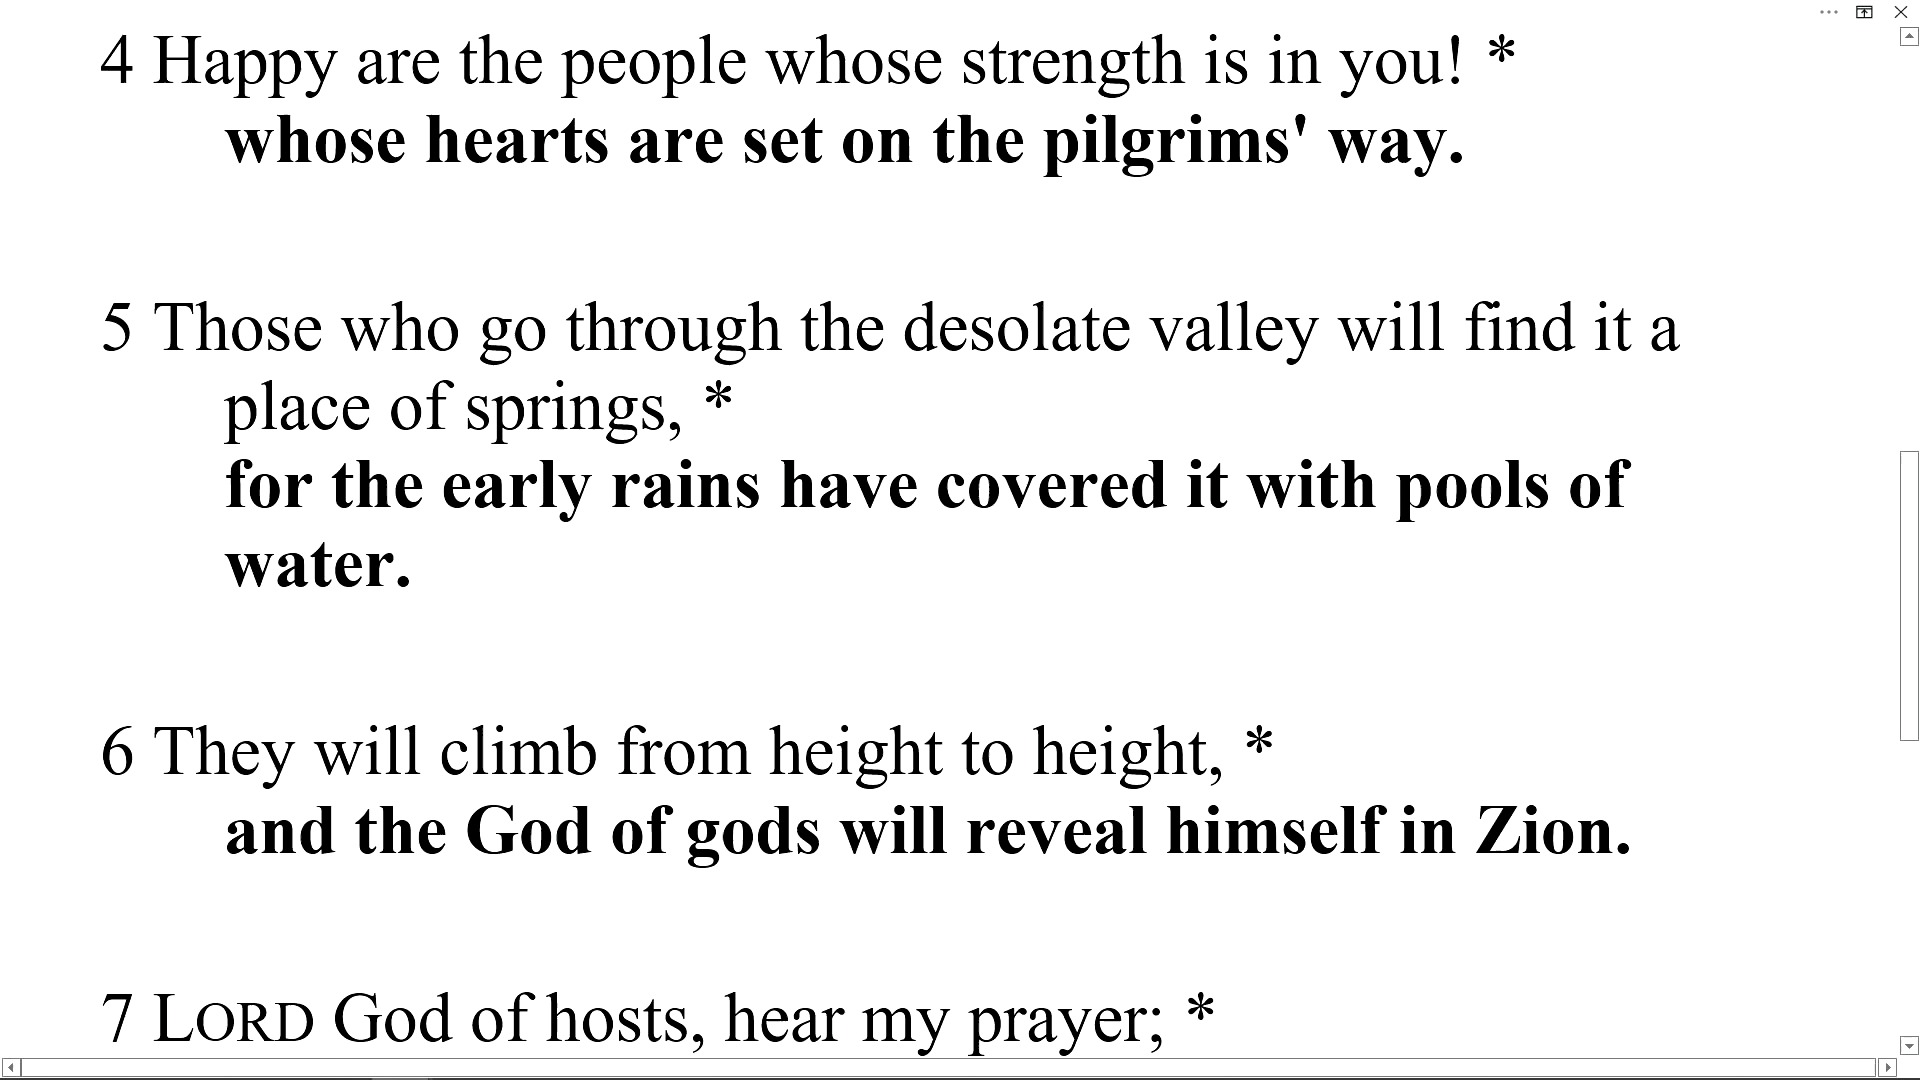 4 Happy are the people whose strength is in you! *
whose hearts are set on the pilgrims' way.
5 Those who go through the desolate valley will find it a
place of springs, *
for the early rains have covered it with pools of
water.
6 They will climb from height to height, *
and the God of gods will reveal himself in Zion.
7 LORD God of hosts, hear my prayer; *